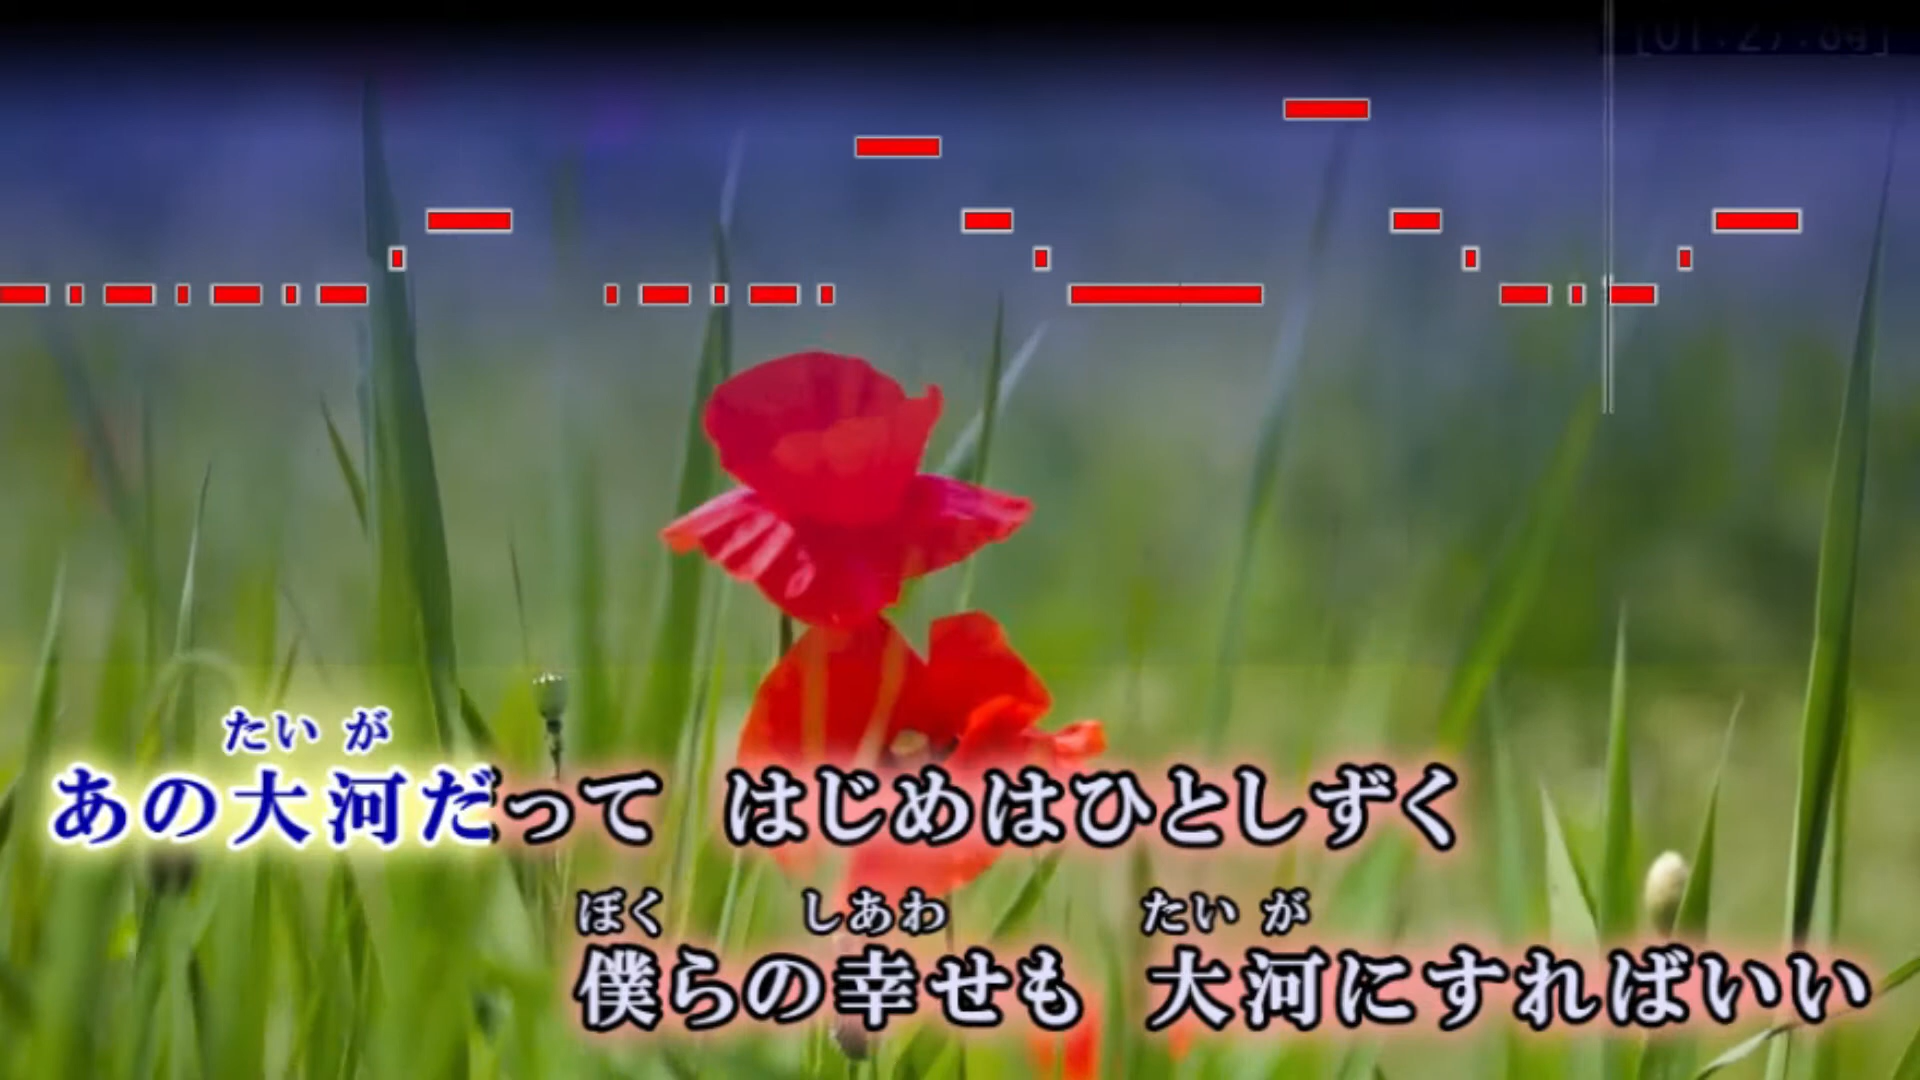 たいが
あの大河だって はじめはひとしずく
ぼく しあわ たいが
僕らの幸せも 大河にすればいい